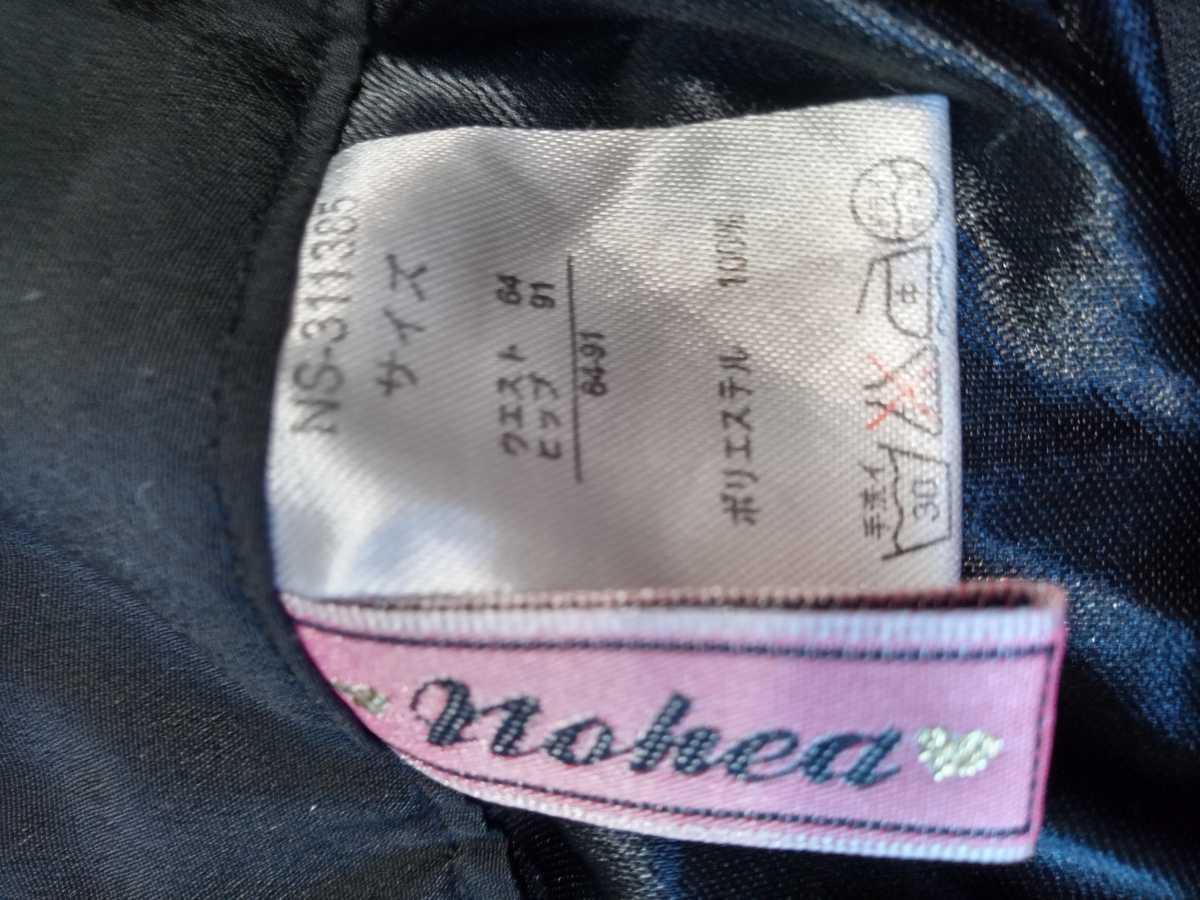 NS-311385
サイズ
ウエスト 64
ヒップ 91
64-91
ポリエステル 100%
手洗イ
30
中
nohea